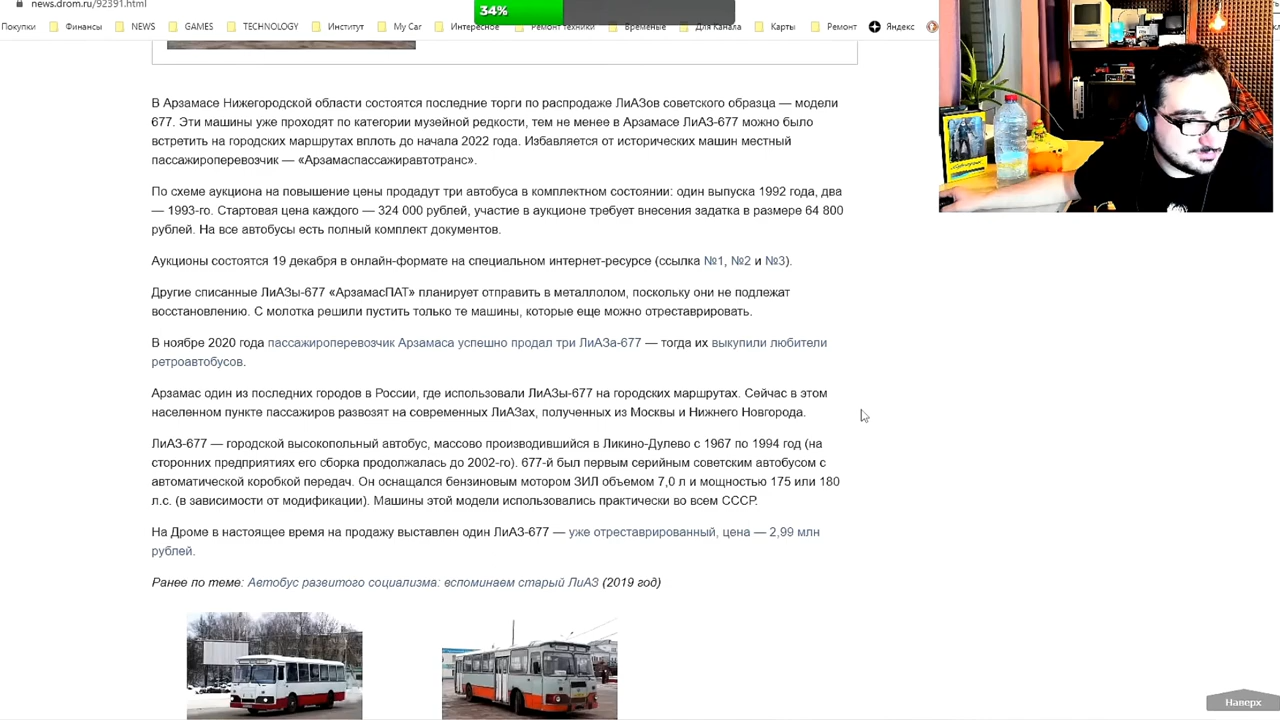 news.drom.ru/92391.html
34%
Покупки Финансы NEWS GAMES TECHNOLOGY Институт My Car Интересное Ремонт техники Временые Для Канала Карты Ремонт Яндекс
В Арзамасе Нижегородской области состоятся последние торги по распродаже ЛиАЗов советского образца — модели
677. Эти машины уже проходят по категории музейной редкости, тем не менее в Арзамасе ЛиАЗ-677 можно было
встретить на городских маршрутах вплоть до начала 2022 года. Избавляется от исторических машин местный
пассажироперевозчик — «Арзамаспассажиравтотранс».
По схеме аукциона на повышение цены продадут три автобуса в комплектном состоянии: один выпуска 1992 года, два
— 1993-го. Стартовая цена каждого — 324 000 рублей, участие в аукционе требует внесения задатка в размере 64 800
рублей. На все автобусы есть полный комплект документов.
Аукционы состоятся 19 декабря в онлайн-формате на специальном интернет-ресурсе (ссылка №1, №2 и №3).
Другие списанные ЛиАЗы-677 «АрзамасПАТ» планирует отправить в металлолом, поскольку они не подлежат
восстановлению. С молотка решили пустить только те машины, которые еще можно отреставрировать.
В ноябре 2020 года пассажироперевозчик Арзамаса успешно продал три ЛиАЗа-677 — тогда их выкупили любители
ретроавтобусов.
Арзамас один из последних городов в России, где использовали ЛиАЗы-677 на городских маршрутах. Сейчас в этом
населенном пункте пассажиров развозят на современных ЛиАЗах, полученных из Москвы и Нижнего Новгорода.
ЛиАЗ-677 — городской высокопольный автобус, массово производившийся в Ликино-Дулево с 1967 по 1994 год (на
сторонних предприятиях его сборка продолжалась до 2002-го). 677-й был первым серийным советским автобусом с
автоматической коробкой передач. Он оснащался бензиновым мотором ЗИЛ объемом 7,0 л и мощностью 175 или 180
л.с. (в зависимости от модификации). Машины этой модели использовались практически во всем СССР.
На Дроме в настоящее время на продажу выставлен один ЛиАЗ-677 — уже отреставрированный, цена — 2,99 млн
рублей.
Ранее по теме: Автобус развитого социализма: вспоминаем старый ЛиАЗ (2019 год)
Наверх